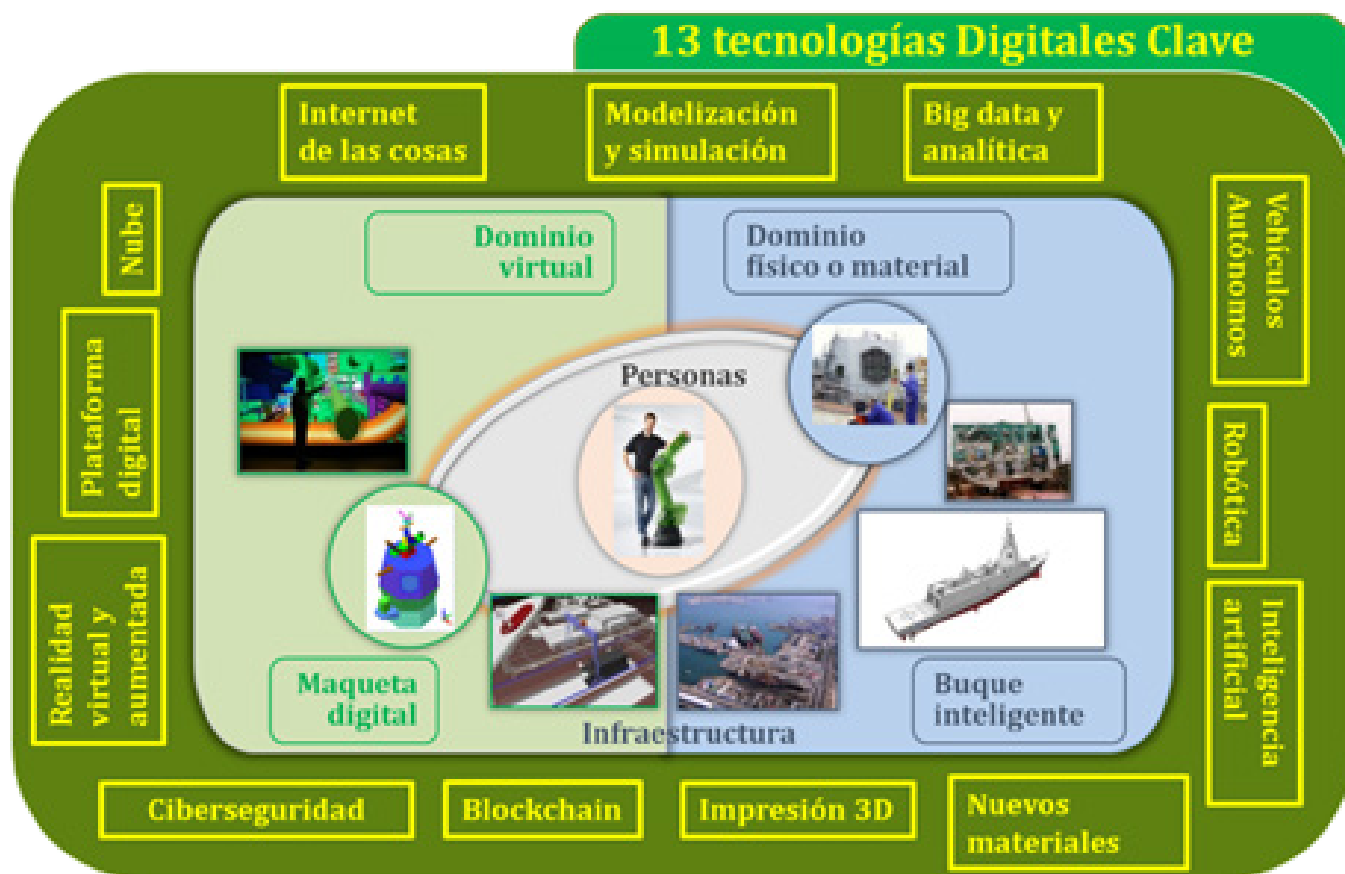 13 tecnologías Digitales Clave
Internet
de las cosas
Modelización
y simulación
Big data y
analítica
Nube
Plataforma
digital
Realidad
virtual y
aumentada
Vehículos
Autónomos
Robótica
Inteligencia
artificial
Dominio
virtual
Dominio
físico o material
Personas
Maqueta
digital
Infraestructura
Buque
inteligente
Ciberseguridad
Blockchain
Impresión 3D
Nuevos
materiales